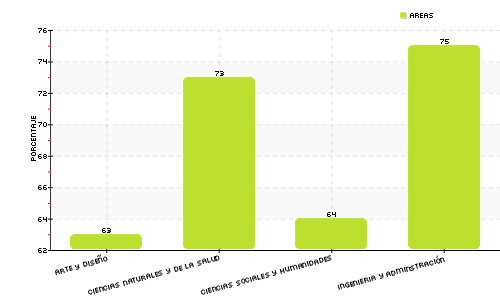 AREAS
PORCENTAJE
76
74
72
70
68
66
64
62
63
73
64
75
ARTE Y DISEÑO
CIENCIAS NATURALES Y DE LA SALUD
CIENCIAS SOCIALES Y HUMANIDADES
INGENIERIA Y ADMINSTRACIÓN